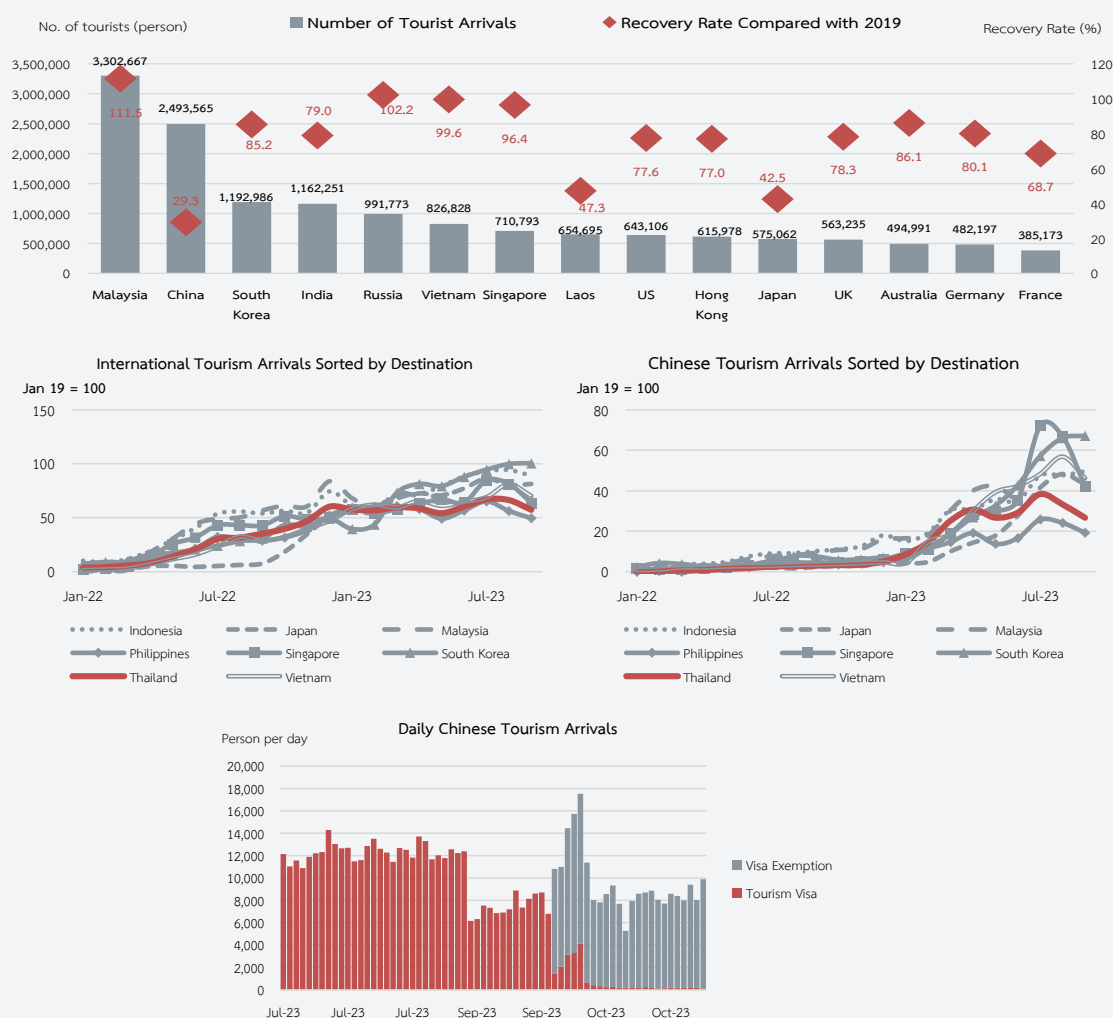 No. of tourists (person)
Number of Tourist Arrivals
Recovery Rate Compared with 2019
Recovery Rate (%)
3,500,000
3,000,000
2,500,000
2,000,000
1,500,000
1,000,000
500,000
0
3,302,667
2,493,565
1,192,986
1,162,251
991,773
826,828
710,793
654,695
643,106
615,978
575,062
563,235
494,991
482,197
385,173
111.5
29.3
85.2
79.0
102.2
99.6
96.4
47.3
77.6
77.0
42.5
78.3
86.1
80.1
68.7
120
100
80
60
40
20
0
Malaysia
China
South
Korea
India
Russia
Vietnam
Singapore
Laos
US
Hong
Kong
Japan
UK
Australia
Germany
France
International Tourism Arrivals Sorted by Destination
Jan 19 = 100
150
100
50
0
Jan-22
Jul-22
Jan-23
Jul-23
Indonesia
Japan
Malaysia
Philippines
Singapore
South Korea
Thailand
Vietnam
Chinese Tourism Arrivals Sorted by Destination
Jan 19 = 100
80
60
40
20
0
Jan-22
Jul-22
Jan-23
Jul-23
Indonesia
Japan
Malaysia
Philippines
Singapore
South Korea
Thailand
Vietnam
Daily Chinese Tourism Arrivals
Person per day
20,000
18,000
16,000
14,000
12,000
10,000
8,000
6,000
4,000
2,000
0
Jul-23
Jul-23
Jul-23
Sep-23
Sep-23
Oct-23
Oct-23
Visa Exemption
Tourism Visa